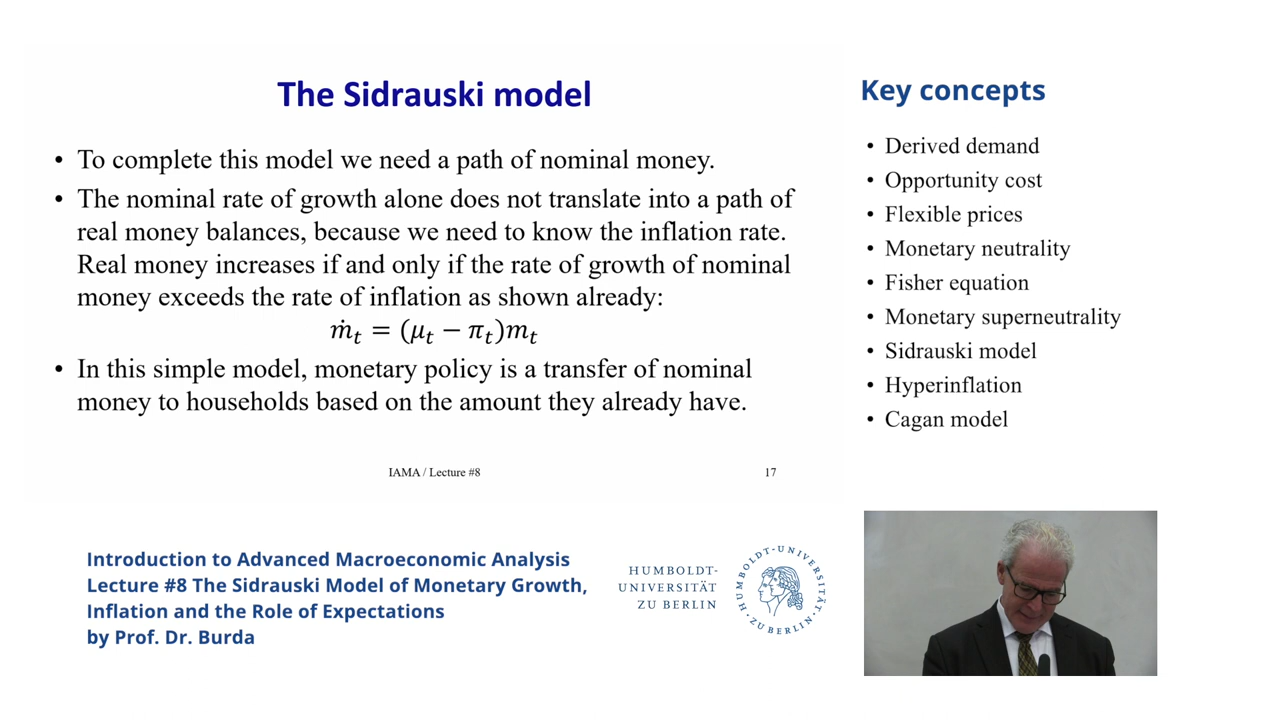 The Sidrauski model
• To complete this model we need a path of nominal money.
• The nominal rate of growth alone does not translate into a path of
real money balances, because we need to know the inflation rate.
Real money increases if and only if the rate of growth of nominal
money exceeds the rate of inflation as shown already:
ṁₜ = (μₜ − πₜ)mₜ
• In this simple model, monetary policy is a transfer of nominal
money to households based on the amount they already have.
IAMA / Lecture #8
17
Key concepts
• Derived demand
• Opportunity cost
• Flexible prices
• Monetary neutrality
• Fisher equation
• Monetary superneutrality
• Sidrauski model
• Hyperinflation
• Cagan model
Introduction to Advanced Macroeconomic Analysis
Lecture #8 The Sidrauski Model of Monetary Growth,
Inflation and the Role of Expectations
by Prof. Dr. Burda
HUMBOLDT-
UNIVERSITÄT
ZU BERLIN
HUMBOLDT-UNIVERSITÄT
ZU BERLIN